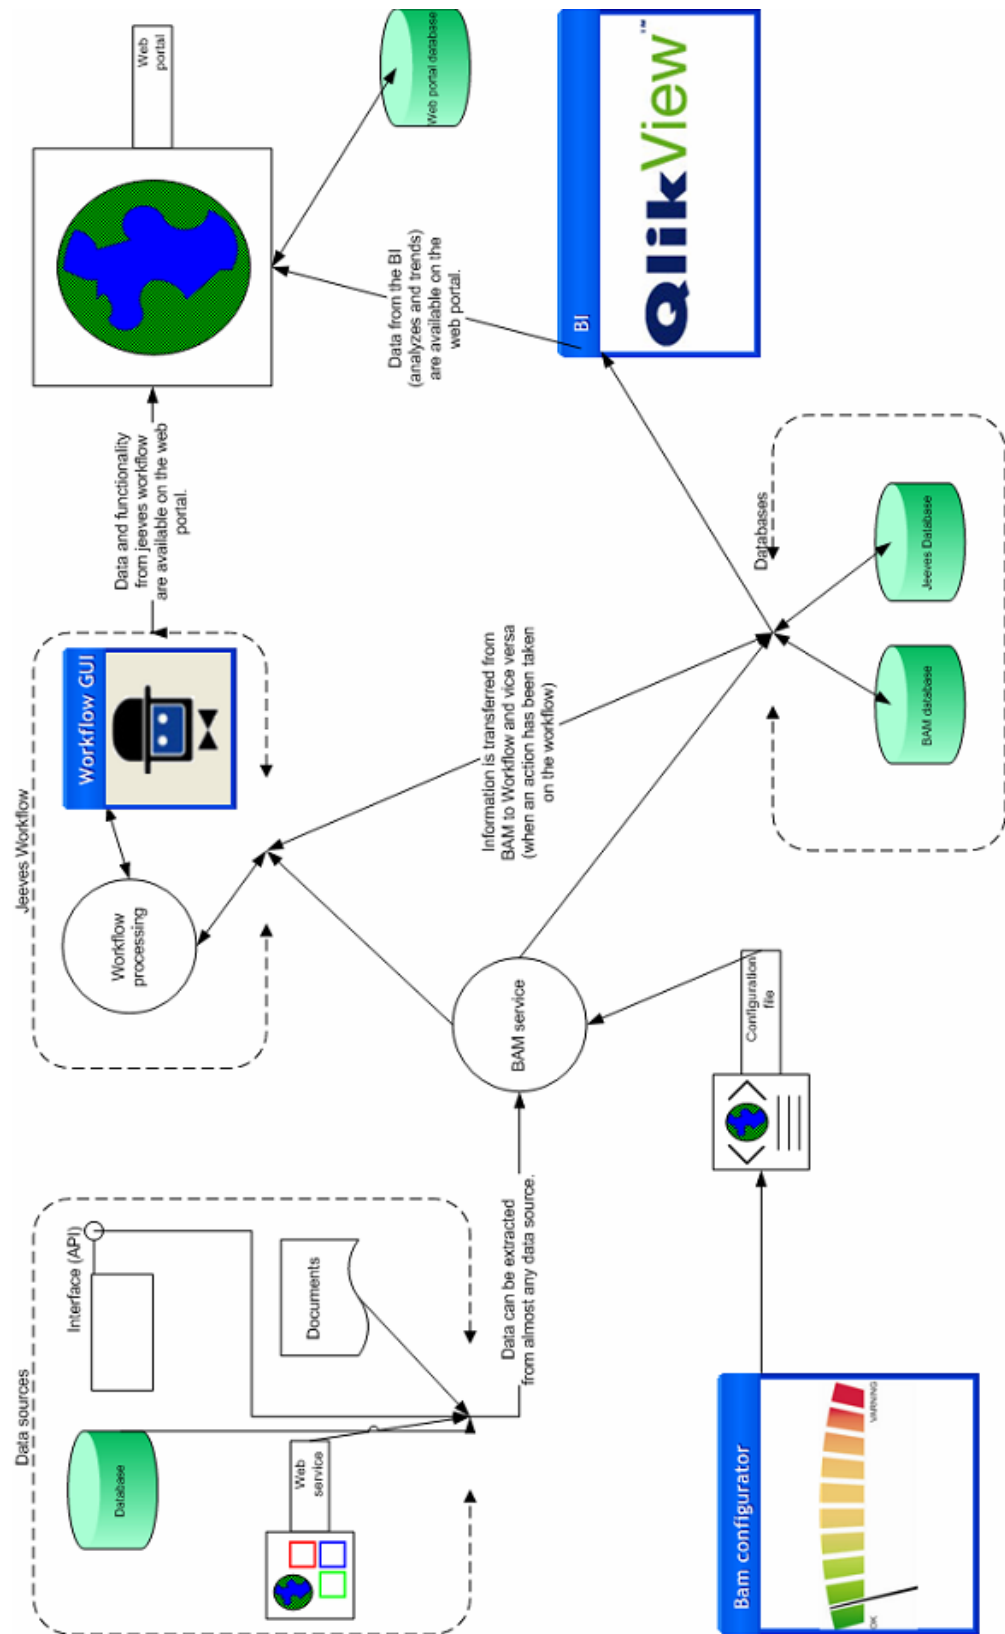 Data sources
Database
Interface (API)
Web
service
Documents
Data can be extracted
from almost any data source.
Bam configurator
OK
VARNING
Configuration
file
BAM service
Jeeves Workflow
Workflow
processing
Workflow GUI
Information is transferred from
BAM to Workflow and vice versa
(when an action has been taken
on the workflow)
Databases
BAM database
Jeeves Database
Data and functionality
from jeeves workflow
are available on the web
portal.
Web
portal
Web portal database
Data from the BI
(analyzes and trends)
are available on the
web portal.
BI
QlikView™